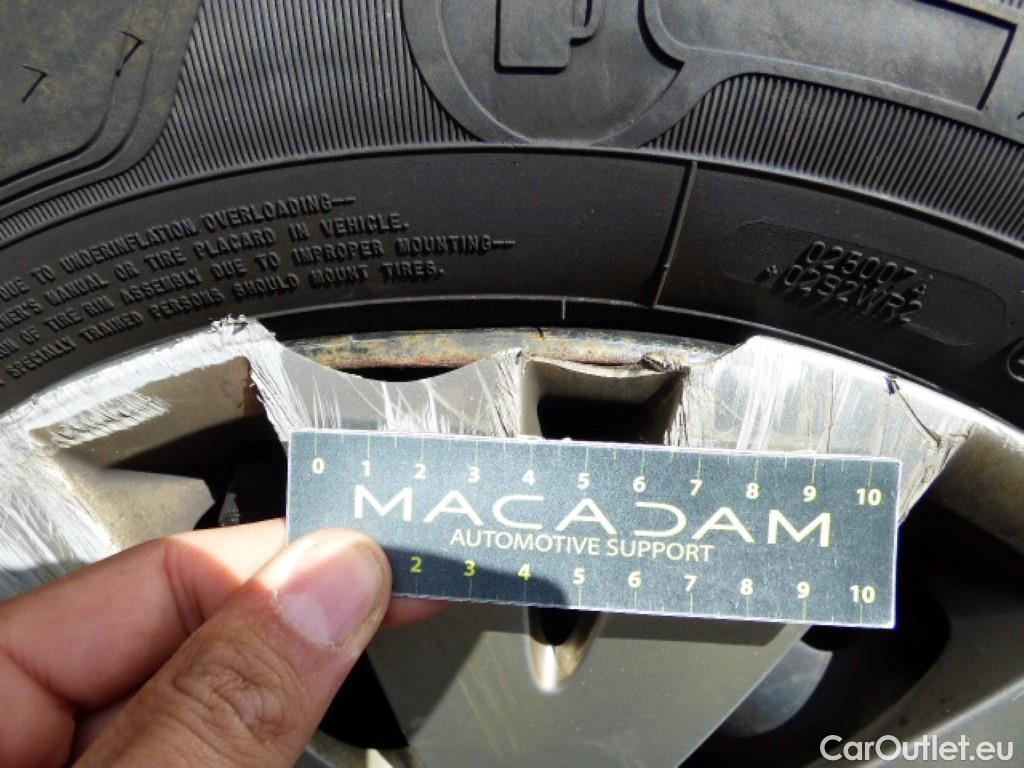 DUE TO UNDERINFLATION/OVERLOADING—
OWNER'S MANUAL OR TIRE PLACARD IN VEHICLE.
OF TIRE/RIM ASSEMBLY DUE TO IMPROPER MOUNTING—
SPECIALLY TRAINED PERSONS SHOULD MOUNT TIRES.
025007
0292WR2
0 1 2 3 4 5 6 7 8 9 10
MACADAM
AUTOMOTIVE SUPPORT
2 3 4 5 6 7 8 9 10
CarOutlet.eu